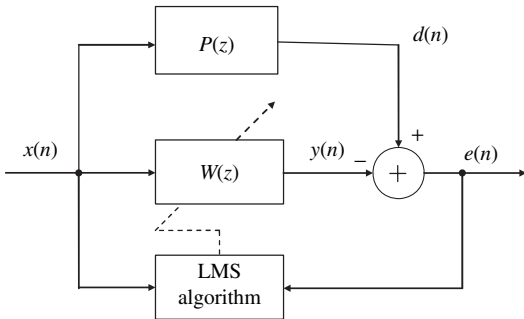 P(z)
d(n)
+
x(n)
W(z)
y(n)
−
+
e(n)
LMS
algorithm